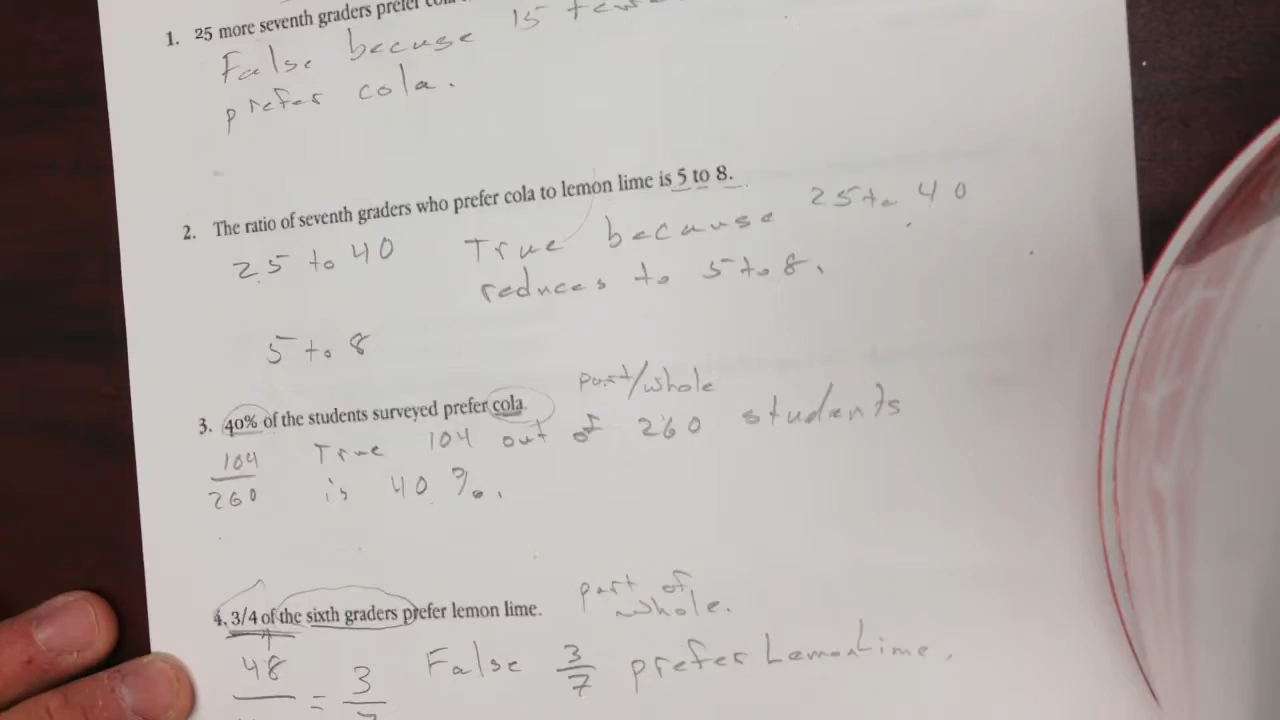 1. 25 more seventh graders prefer
False becuse 15
prefer cola.
2. The ratio of seventh graders who prefer cola to lemon lime is 5 to 8.
25 to 40 True because 25 to 40
reduces to 5 to 8.
5 to 8
part/whole
3. 40% of the students surveyed prefer cola.
104 True 104 out of 260 students
260 is 40%.
part of
whole.
4. 3/4 of the sixth graders prefer lemon lime.
48 = 3 False 3/7 prefer Lemon Lime.